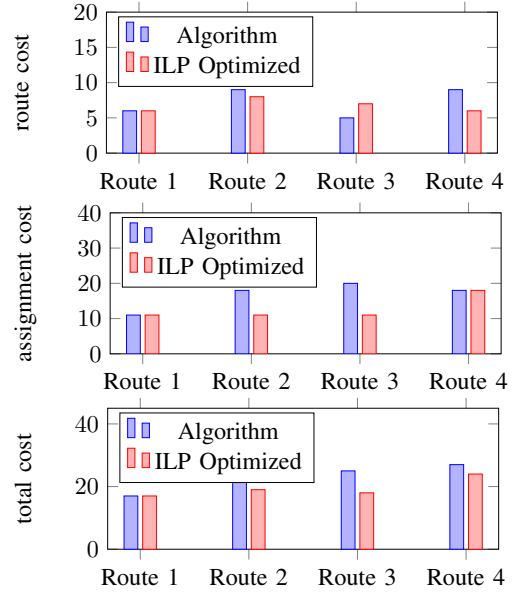 20
15
10
5
0
route cost
Algorithm
ILP Optimized
Route 1 Route 2 Route 3 Route 4
40
30
20
10
0
assignment cost
Algorithm
ILP Optimized
Route 1 Route 2 Route 3 Route 4
40
20
0
total cost
Algorithm
ILP Optimized
Route 1 Route 2 Route 3 Route 4